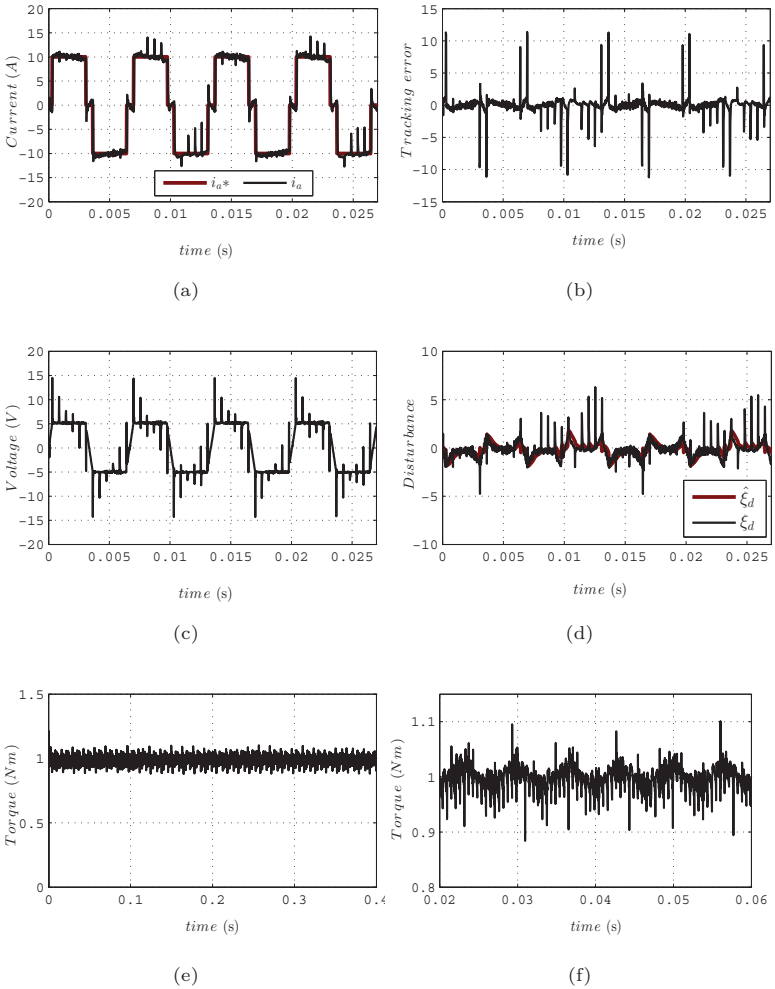 20
15
10
5
0
-5
-10
-15
-20
Current (A)
i_a* i_a
0 0.005 0.01 0.015 0.02 0.025
time (s)
(a)
15
10
5
0
-5
-10
-15
Tracking error
0 0.005 0.01 0.015 0.02 0.025
time (s)
(b)
20
15
10
5
0
-5
-10
-15
-20
Voltage (V)
0 0.005 0.01 0.015 0.02 0.025
time (s)
(c)
10
5
0
-5
-10
Disturbance
ξ̂_d
ξ_d
0 0.005 0.01 0.015 0.02 0.025
time (s)
(d)
1.5
1
0.5
0
Torque (Nm)
0 0.1 0.2 0.3 0.4
time (s)
(e)
1.1
1
0.9
0.8
Torque (Nm)
0.02 0.03 0.04 0.05 0.06
time (s)
(f)